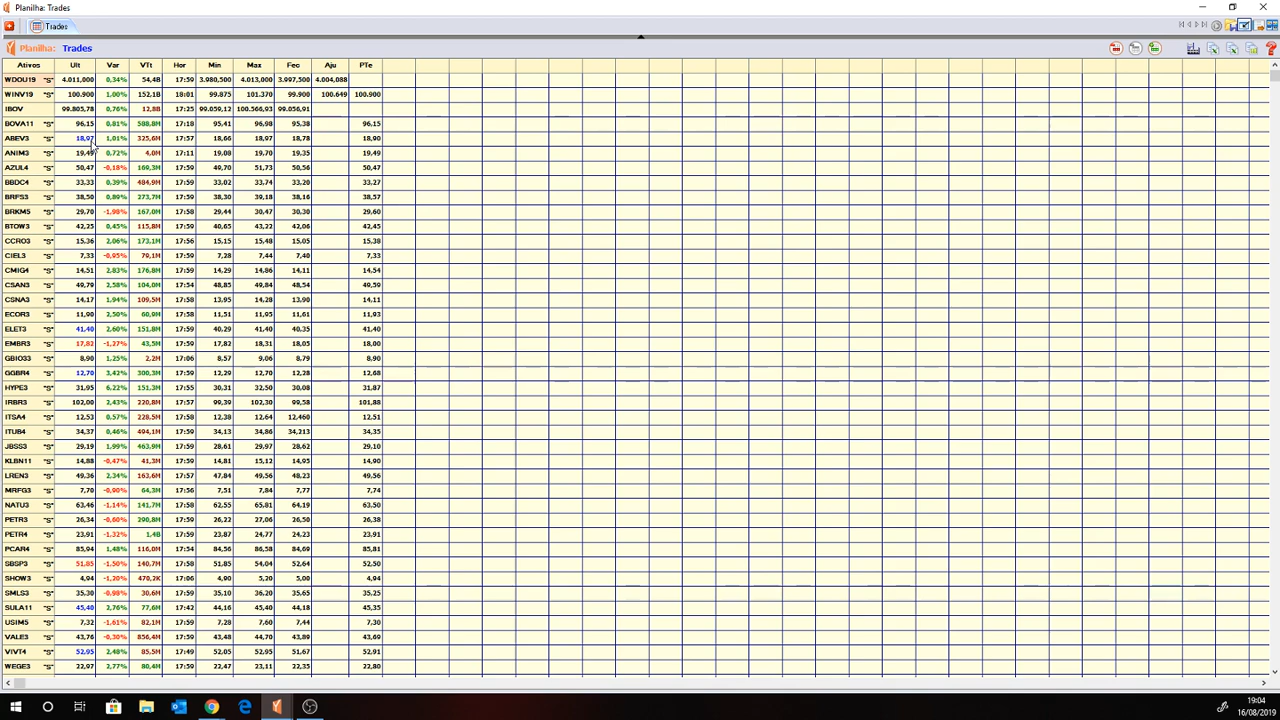 Planilha: Trades
Trades
Planilha: Trades
Ativos Ult Var VTt Hor Min Max Fec Aju PTe
WDOU19 "S" 4.011,000 0,34% 54,4B 17:59 3.980,500 4.013,000 3.997,500 4.004,088
WINV19 "S" 100.900 1,00% 152,1B 18:01 99.875 101.370 99.900 100.649 100.900
IBOV 99.805,78 0,76% 12,8B 17:25 99.059,12 100.566,93 99.056,91
BOVA11 "S" 96,15 0,81% 588,8M 17:18 95,41 96,98 95,38 96,15
ABEV3 "S" 18,97 1,01% 325,6M 17:57 18,66 18,97 18,78 18,90
ANIM3 "S" 19,49 0,72% 4,0M 17:11 19,08 19,70 19,35 19,49
AZUL4 "S" 50,47 -0,18% 169,3M 17:59 49,70 51,73 50,56 50,47
BBDC4 "S" 33,33 0,39% 484,9M 17:59 33,02 33,74 33,20 33,27
BRFS3 "S" 38,50 0,89% 273,7M 17:59 38,30 39,18 38,16 38,57
BRKM5 "S" 29,70 -1,98% 167,0M 17:58 29,44 30,47 30,30 29,60
BTOW3 "S" 42,25 0,45% 115,8M 17:59 40,65 43,22 42,06 42,45
CCRO3 "S" 15,36 2,06% 173,1M 17:56 15,15 15,48 15,05 15,38
CIEL3 "S" 7,33 -0,95% 79,1M 17:59 7,28 7,44 7,40 7,33
CMIG4 "S" 14,51 2,83% 176,8M 17:59 14,29 14,86 14,11 14,54
CSAN3 "S" 49,79 2,58% 104,0M 17:54 48,85 49,84 48,54 49,59
CSNA3 "S" 14,17 1,94% 109,5M 17:58 13,95 14,28 13,90 14,11
ECOR3 "S" 11,90 2,50% 60,9M 17:58 11,51 11,95 11,61 11,93
ELET3 "S" 41,40 2,60% 151,8M 17:59 40,29 41,40 40,35 41,40
EMBR3 "S" 17,82 -1,27% 43,5M 17:59 17,82 18,31 18,05 18,00
GBIO33 "S" 8,90 1,25% 2,2M 17:06 8,57 9,06 8,79 8,90
GGBR4 "S" 12,70 3,42% 300,3M 17:59 12,29 12,70 12,28 12,68
HYPE3 "S" 31,95 6,22% 151,3M 17:55 30,31 32,50 30,08 31,87
IRBR3 "S" 102,00 2,43% 220,8M 17:57 99,39 102,30 99,58 101,88
ITSA4 "S" 12,53 0,57% 228,5M 17:58 12,38 12,64 12,460 12,51
ITUB4 "S" 34,37 0,46% 494,1M 17:59 34,13 34,86 34,213 34,35
JBSS3 "S" 29,19 1,99% 463,9M 17:59 28,61 29,97 28,62 29,10
KLBN11 "S" 14,88 -0,47% 41,3M 17:59 14,81 15,12 14,95 14,90
LREN3 "S" 49,36 2,34% 163,6M 17:57 47,84 49,56 48,23 49,56
MRFG3 "S" 7,70 -0,90% 64,3M 17:56 7,51 7,84 7,77 7,74
NATU3 "S" 63,46 -1,14% 141,7M 17:58 62,55 65,81 64,19 63,50
PETR3 "S" 26,34 -0,60% 290,8M 17:59 26,22 27,06 26,50 26,38
PETR4 "S" 23,91 -1,32% 1,4B 17:59 23,87 24,77 24,23 23,91
PCAR4 "S" 85,94 1,48% 116,0M 17:54 84,56 86,58 84,69 85,81
SBSP3 "S" 51,85 -1,50% 140,7M 17:58 51,85 54,04 52,64 52,50
SHOW3 "S" 4,94 -1,20% 470,2K 17:06 4,90 5,20 5,00 4,94
SMLS3 "S" 35,30 -0,98% 30,6M 17:59 35,10 36,20 35,65 35,25
SULA11 "S" 45,40 2,76% 77,6M 17:42 44,16 45,40 44,18 45,35
USIM5 "S" 7,32 -1,61% 82,1M 17:59 7,28 7,60 7,44 7,30
VALE3 "S" 43,76 -0,30% 856,4M 17:59 43,48 44,70 43,89 43,69
VIVT4 "S" 52,95 2,48% 85,5M 17:49 52,05 52,95 51,67 52,91
WEGE3 "S" 22,97 2,77% 80,4M 17:59 22,47 23,11 22,35 22,80
19:04
16/08/2019